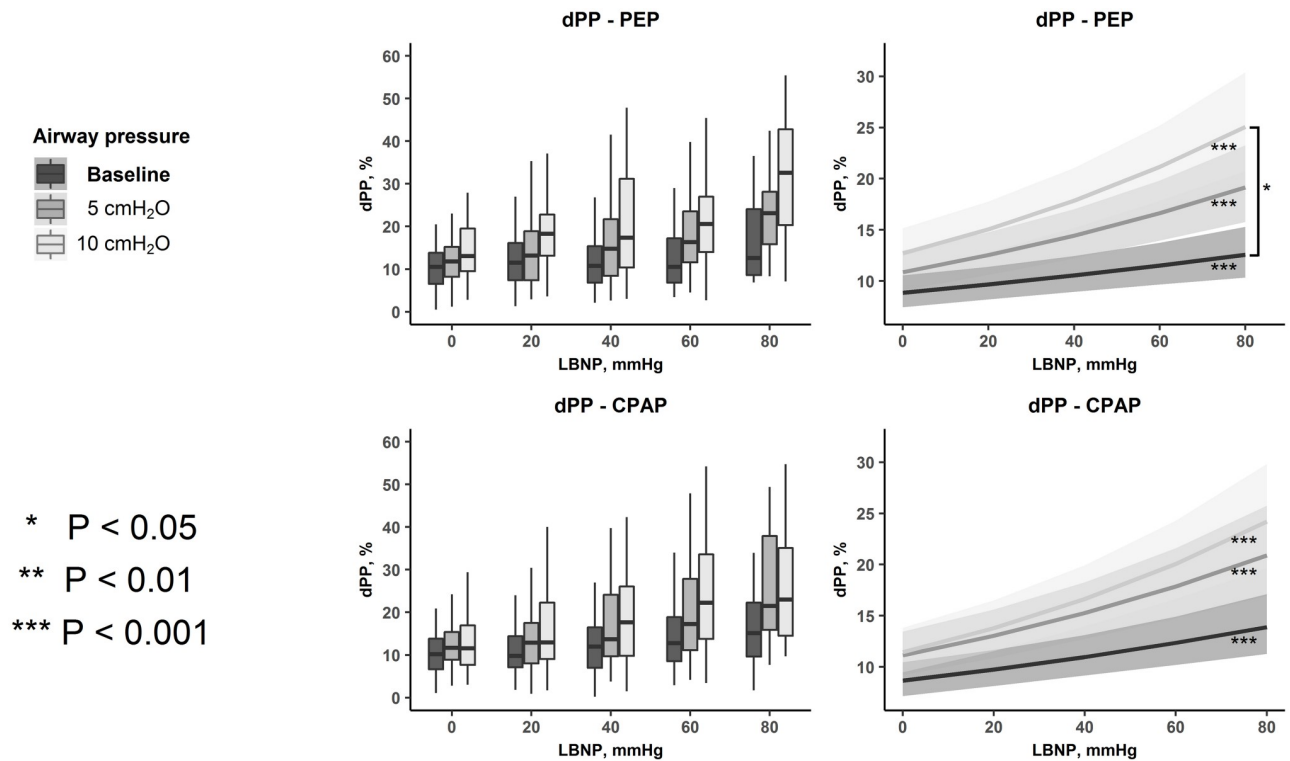 dPP - PEP
dPP - PEP
Airway pressure
Baseline
5 cmH₂O
10 cmH₂O
dPP, %
60
50
40
30
20
10
0
0 20 40 60 80
LBNP, mmHg
dPP, %
30
25
20
15
10
***
***
***
*
0 20 40 60 80
LBNP, mmHg
dPP - CPAP
dPP - CPAP
* P < 0.05
** P < 0.01
*** P < 0.001
dPP, %
60
50
40
30
20
10
0
0 20 40 60 80
LBNP, mmHg
dPP, %
30
25
20
15
10
***
***
***
0 20 40 60 80
LBNP, mmHg